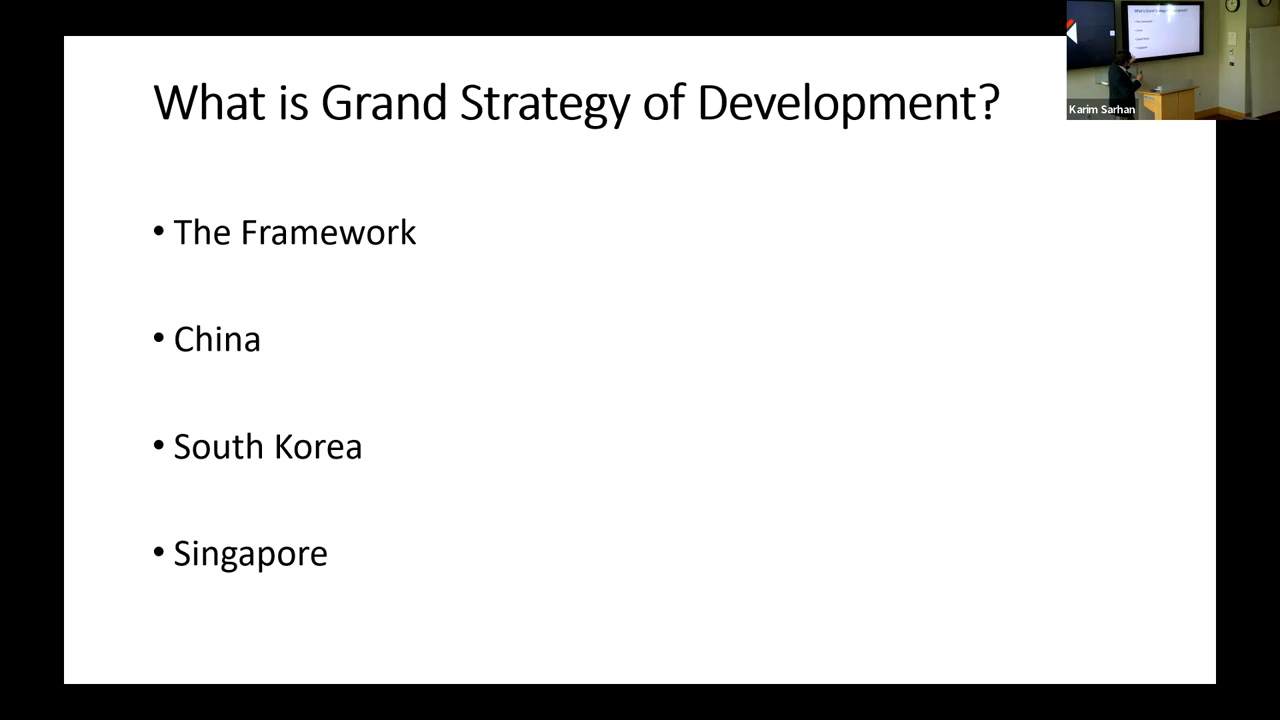 What is Grand Strategy of Development?
• The Framework
• China
• South Korea
• Singapore
Karim Sarhan